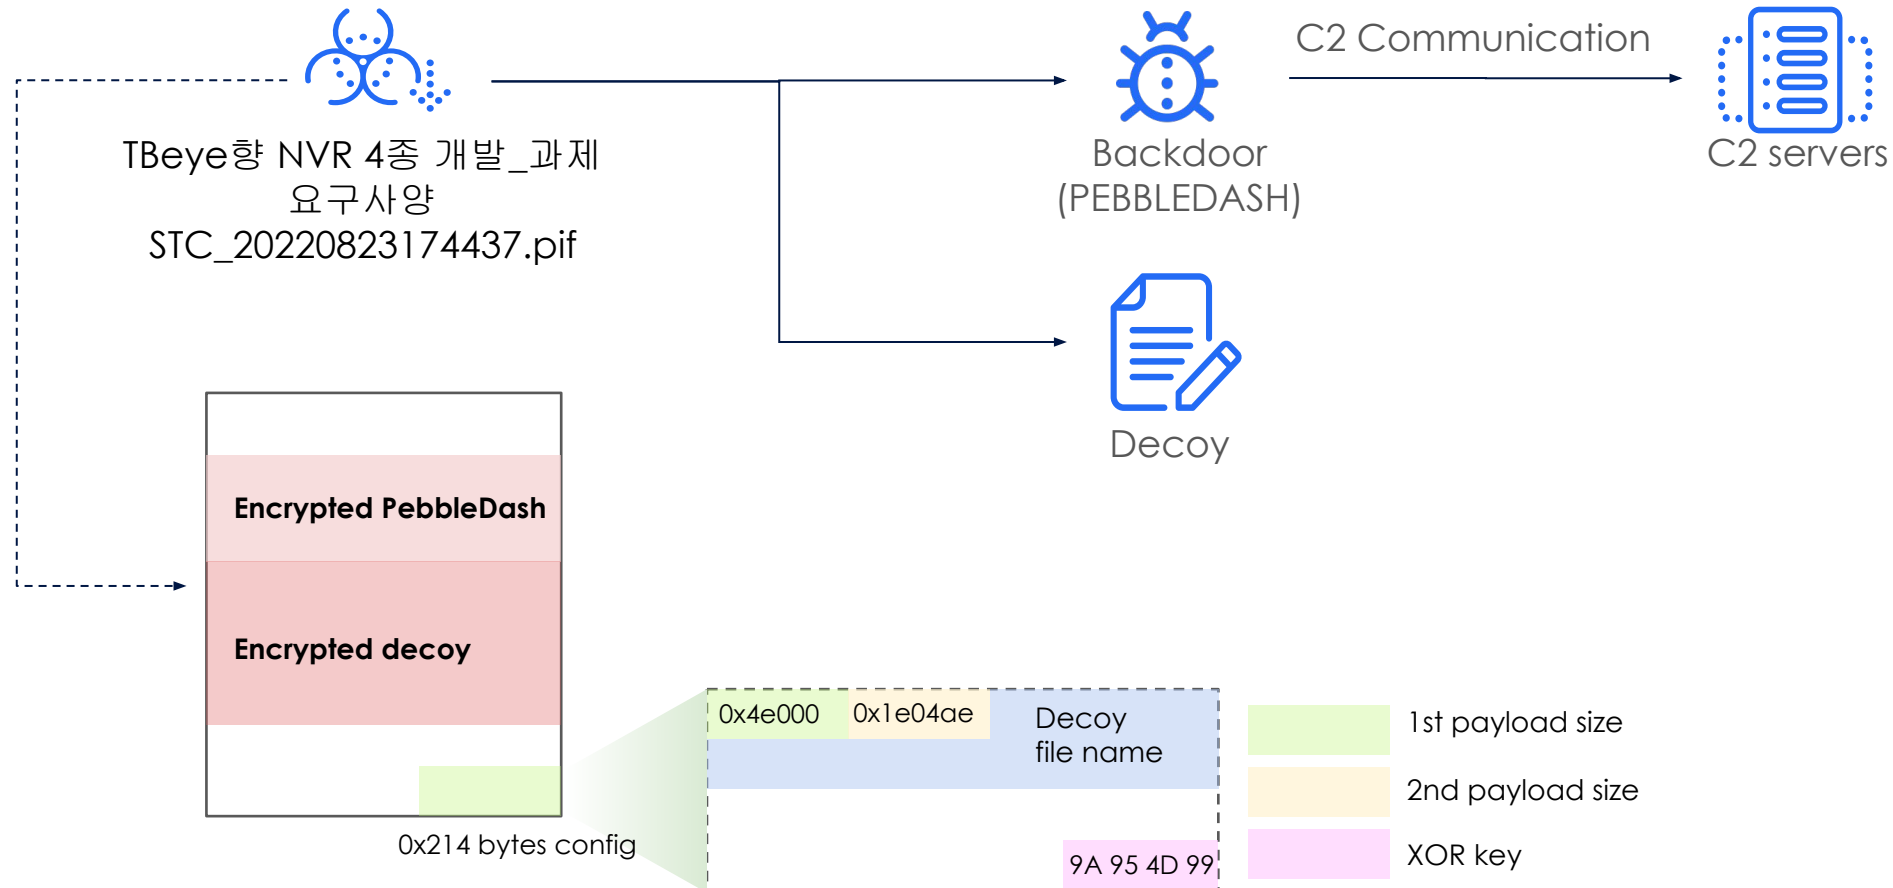 C2 Communication
TBeye향 NVR 4종 개발_과제
요구사양
STC_20220823174437.pif
Backdoor
(PEBBLEDASH)
C2 servers
Decoy
Encrypted PebbleDash
Encrypted decoy
0x214 bytes config
0x4e000
0x1e04ae
Decoy
file name
9A 95 4D 99
1st payload size
2nd payload size
XOR key